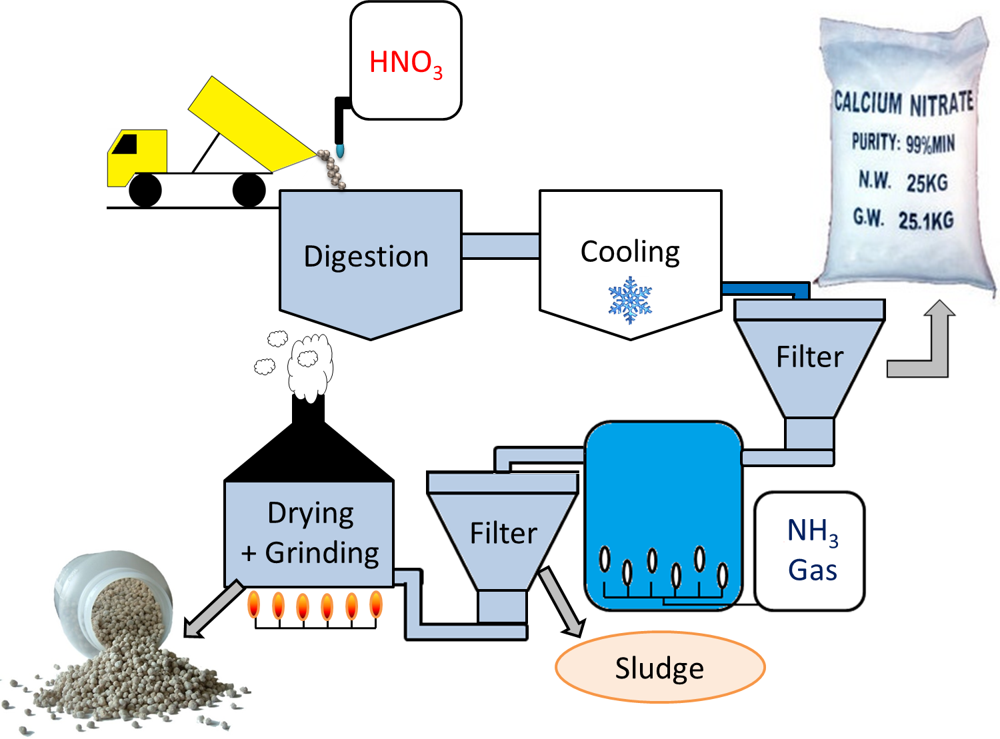 HNO₃
CALCIUM NITRATE
PURITY: 99%MIN
N.W. 25KG
G.W. 25.1KG
Digestion
Cooling
Filter
Drying
+ Grinding
Filter
NH₃
Gas
Sludge